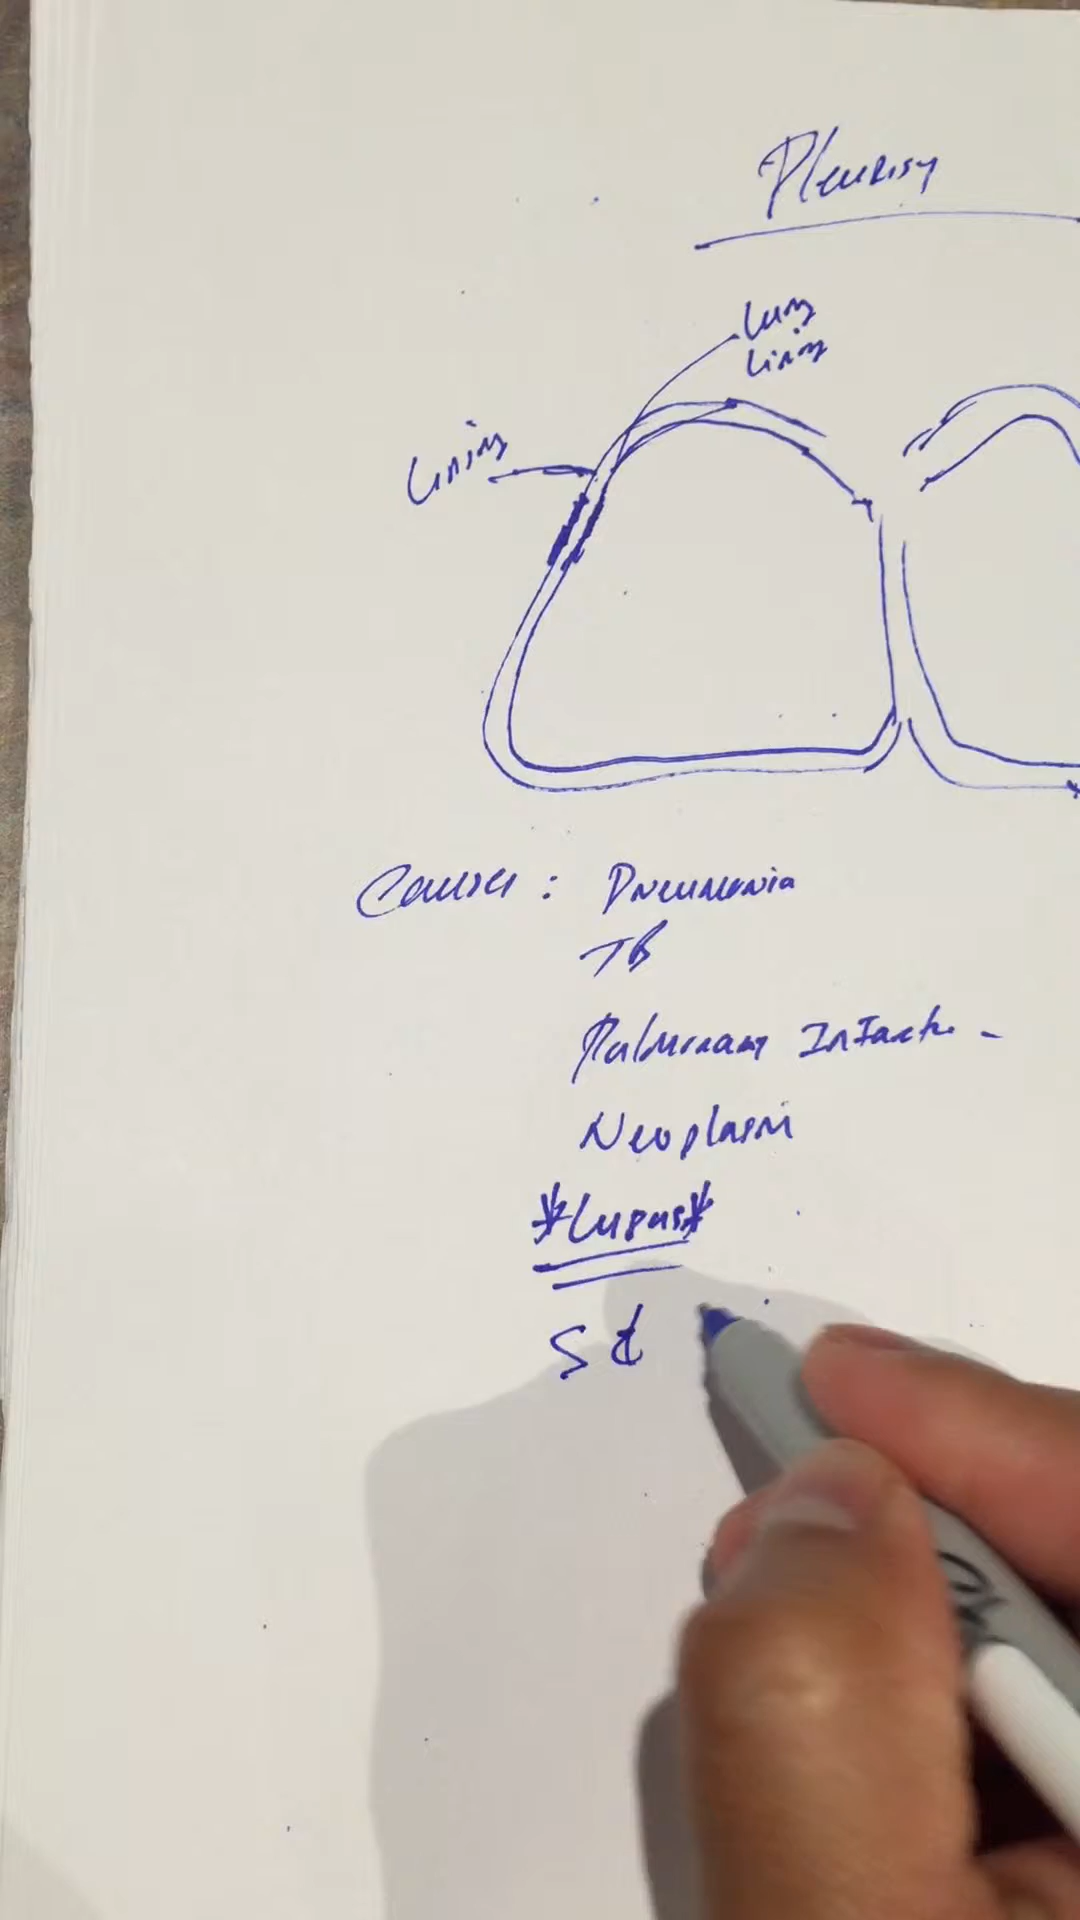 Pleurisy
Lung
Lining
Lining
Causes : Pneumonia
TB
Pulmonary Infarct. -
Neoplasm
*Lupus*
S